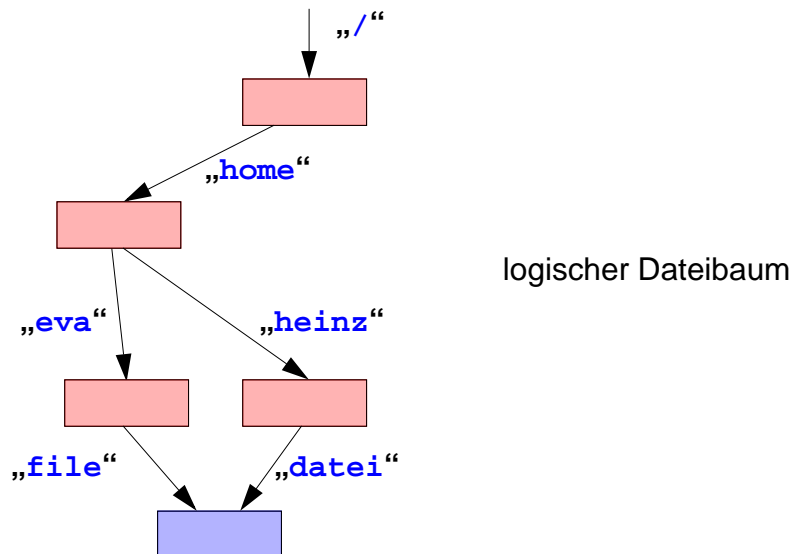 „/“
„home“
logischer Dateibaum
„eva“ „heinz“
„file“ „datei“